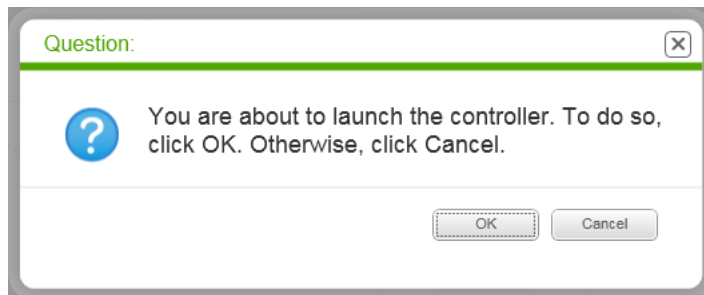 Question:
You are about to launch the controller. To do so,
click OK. Otherwise, click Cancel.
OK Cancel